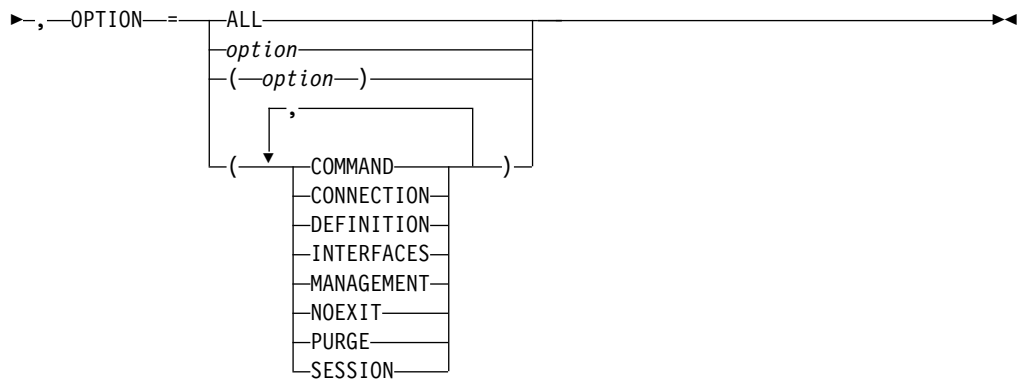 , OPTION = ALL
option
( option )
,
( COMMAND )
CONNECTION
DEFINITION
INTERFACES
MANAGEMENT
NOEXIT
PURGE
SESSION